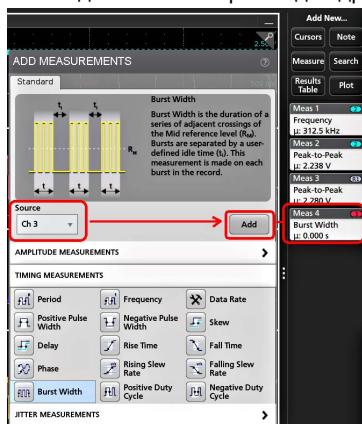 Add New...
2.50
Cursors
Note
ADD MEASUREMENTS
Measure
Search
Standard
Results Table
Plot
Burst Width
Burst Width is the duration of a
series of adjacent crossings of
the Mid reference level (RM).
Bursts are separated by a user-
defined idle time (tI). This
measurement is made on each
burst in the record.
tI
tI
RM
t
t
t
Meas 1
Frequency
µ: 312.5 kHz
Meas 2
Peak-to-Peak
µ: 2.238 V
Meas 3
Peak-to-Peak
µ: 2.280 V
Meas 4
Burst Width
µ: 0.000 s
Source
Ch 3
Add
AMPLITUDE MEASUREMENTS
TIMING MEASUREMENTS
Period
Frequency
Data Rate
Positive Pulse
Width
Negative Pulse
Width
Skew
Delay
Rise Time
Fall Time
Phase
Rising Slew
Rate
Falling Slew
Rate
Burst Width
Positive Duty
Cycle
Negative Duty
Cycle
JITTER MEASUREMENTS